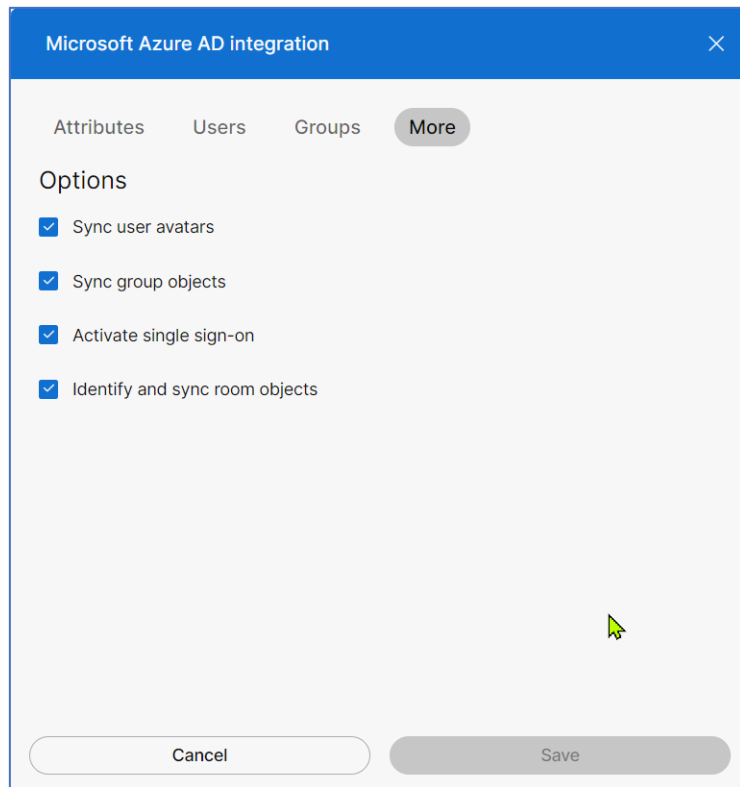 Microsoft Azure AD integration
Attributes Users Groups More
Options
Sync user avatars
Sync group objects
Activate single sign-on
Identify and sync room objects
Cancel Save